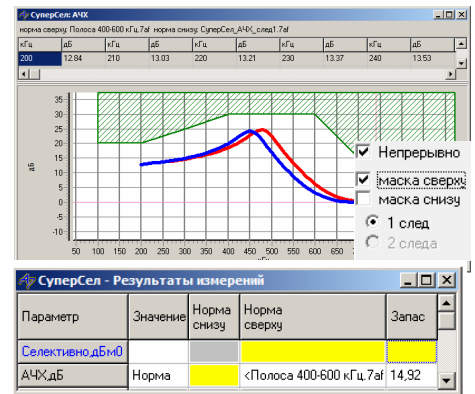 СуперСел: АЧХ
норма сверху: Полоса 400-600 кГц.7af норма снизу: СуперСел_АЧХ_след1.7af
кГц дБ кГц дБ кГц дБ кГц дБ кГц дБ
200 12.84 210 13.03 220 13.21 230 13.37 240 13.53
35
30
25
20
15
10
5
0
-5
-10
дБ
50 100 150 200 250 300 350 400 450 500 550 600 650
Непрерывно
маска сверху
маска снизу
1 след
2 следа
СуперСел - Результаты измерений
Параметр Значение Норма снизу Норма сверху Запас
Селективно,дБм0
АЧХ,дБ Норма <Полоса 400-600 кГц.7af 14,92